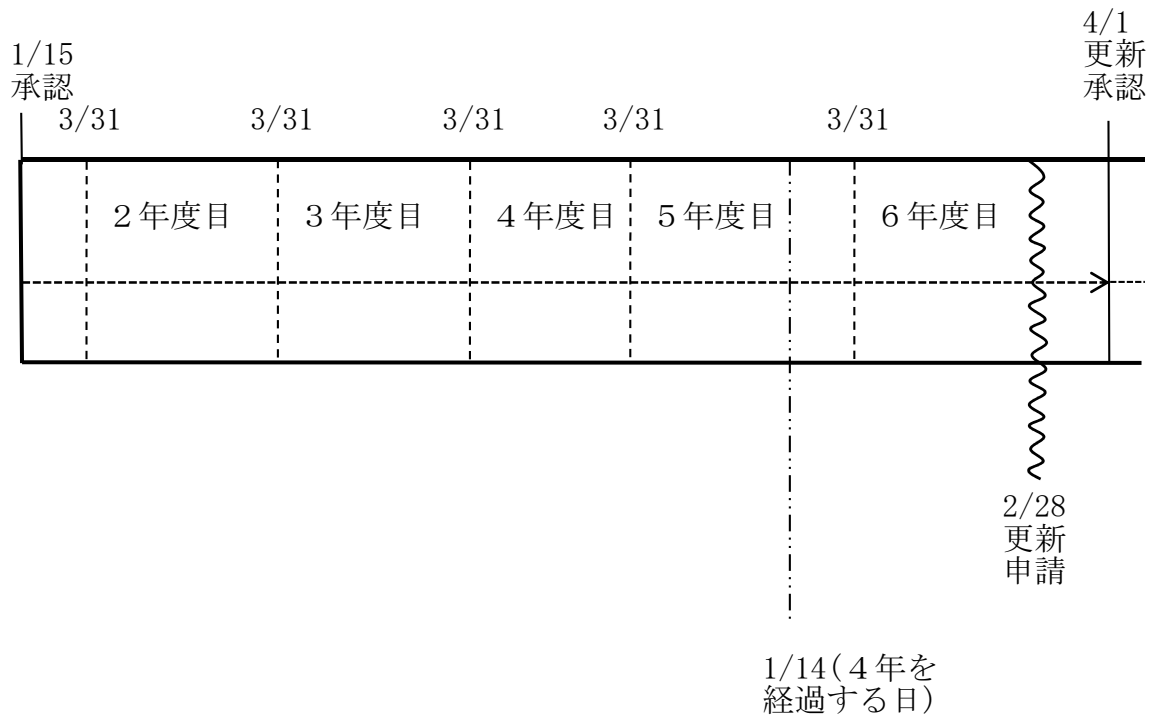 4/1
更新
承認
1/15
承認
3/31
3/31
3/31
3/31
3/31
２年度目
３年度目
４年度目
５年度目
６年度目
2/28
更新
申請
1/14(４年を
経過する日)